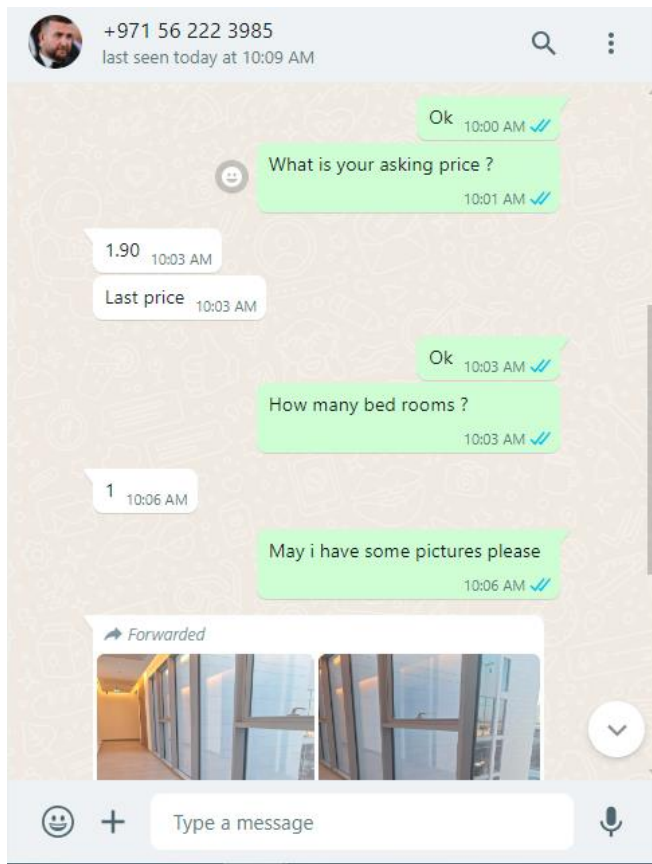 +971 56 222 3985
last seen today at 10:09 AM
Ok 10:00 AM
What is your asking price ?
10:01 AM
1.90 10:03 AM
Last price 10:03 AM
Ok 10:03 AM
How many bed rooms ?
10:03 AM
1 10:06 AM
May i have some pictures please
10:06 AM
Forwarded
Type a message